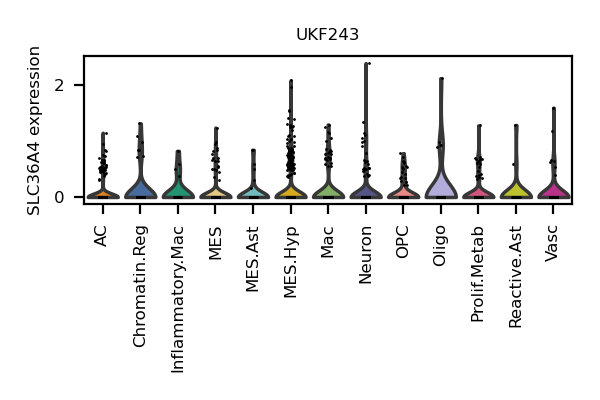 UKF243
SLC36A4 expression
2
0
AC
Chromatin.Reg
Inflammatory.Mac
MES
MES.Ast
MES.Hyp
Mac
Neuron
OPC
Oligo
Prolif.Metab
Reactive.Ast
Vasc